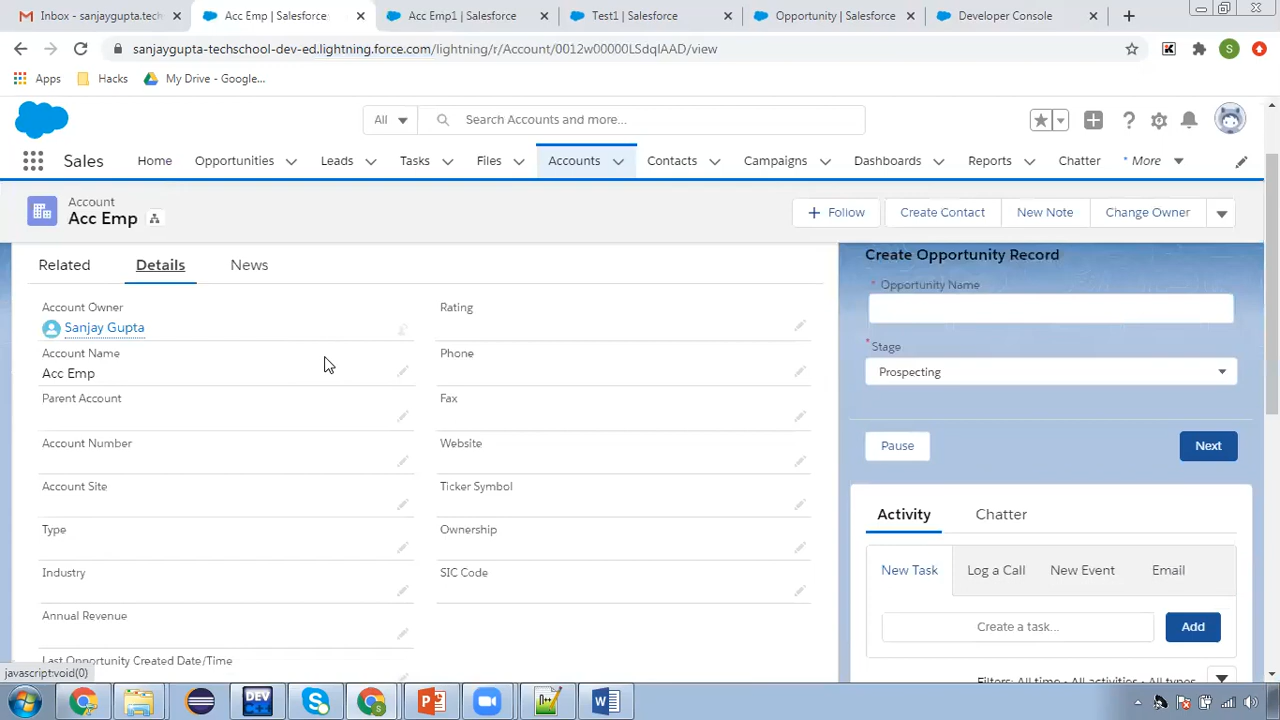 Inbox - sanjaygupta.tech
Acc Emp | Salesforce
Acc Emp1 | Salesforce
Test1 | Salesforce
Opportunity | Salesforce
Developer Console
sanjaygupta-techschool-dev-ed.lightning.force.com/lightning/r/Account/0012w00000LSdqIAAD/view
S
Apps
Hacks
My Drive - Google...
All
Search Accounts and more...
Sales
Home
Opportunities
Leads
Tasks
Files
Accounts
Contacts
Campaigns
Dashboards
Reports
Chatter
* More
Account
Acc Emp
+ Follow
Create Contact
New Note
Change Owner
Related
Details
News
Account Owner
Sanjay Gupta
Account Name
Acc Emp
Parent Account
Account Number
Account Site
Type
Industry
Annual Revenue
Last Opportunity Created Date/Time
Rating
Phone
Fax
Website
Ticker Symbol
Ownership
SIC Code
Create Opportunity Record
* Opportunity Name
* Stage
Prospecting
Pause
Next
Activity
Chatter
New Task
Log a Call
New Event
Email
Create a task...
Add
Filters: All time • All activities • All types
javascript:void(0)
DEV